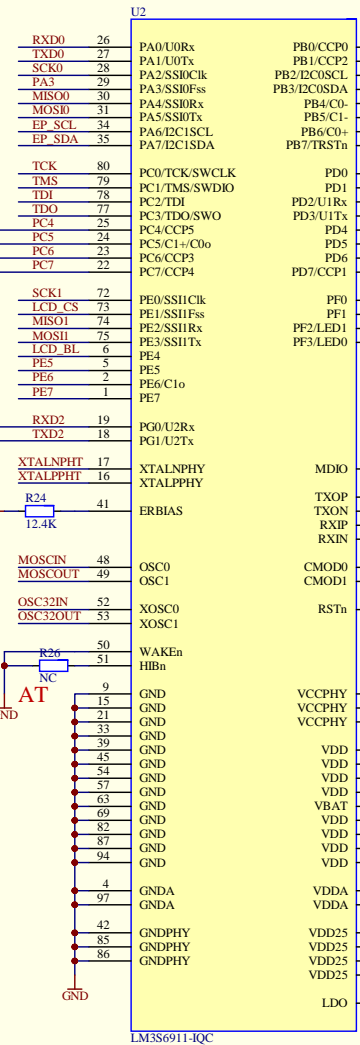 U2
RXD0 26 PA0/U0Rx PB0/CCP0
TXD0 27 PA1/U0Tx PB1/CCP2
SCK0 28 PA2/SSI0Clk PB2/I2C0SCL
PA3 29 PA3/SSI0Fss PB3/I2C0SDA
MISO0 30 PA4/SSI0Rx PB4/C0-
MOSI0 31 PA5/SSI0Tx PB5/C1-
EP_SCL 34 PA6/I2C1SCL PB6/C0+
EP_SDA 35 PA7/I2C1SDA PB7/TRSTn
TCK 80 PC0/TCK/SWCLK PD0
TMS 79 PC1/TMS/SWDIO PD1
TDI 78 PC2/TDI PD2/U1Rx
TDO 77 PC3/TDO/SWO PD3/U1Tx
PC4 25 PC4/CCP5 PD4
PC5 24 PC5/C1+/C0o PD5
PC6 23 PC6/CCP3 PD6
PC7 22 PC7/CCP4 PD7/CCP1
SCK1 72 PE0/SSI1Clk PF0
LCD_CS 73 PE1/SSI1Fss PF1
MISO1 74 PE2/SSI1Rx PF2/LED1
MOSI1 75 PE3/SSI1Tx PF3/LED0
LCD_BL 6 PE4
PE5 5 PE5
PE6 2 PE6/C1o
PE7 1 PE7
RXD2 19 PG0/U2Rx
TXD2 18 PG1/U2Tx
XTALNPHT 17 XTALNPHY MDIO
XTALPPHT 16 XTALPPHY
TXOP
R24 41 ERBIAS TXON
12.4K RXIP
RXIN
MOSCIN 48 OSC0 CMOD0
MOSCOUT 49 OSC1 CMOD1
OSC32IN 52 XOSC0 RSTn
OSC32OUT 53 XOSC1
50 WAKEn
R26 51 HIBn
NC
AT
ND
9 GND VCCPHY
15 GND VCCPHY
21 GND VCCPHY
33 GND
39 GND VDD
45 GND VDD
54 GND VDD
57 GND VDD
63 GND VBAT
69 GND VDD
82 GND VDD
87 GND VDD
94 GND VDD
4 GNDA VDDA
97 GNDA VDDA
42 GNDPHY VDD25
85 GNDPHY VDD25
86 GNDPHY VDD25
VDD25
GND
LDO
LM3S6911-IQC